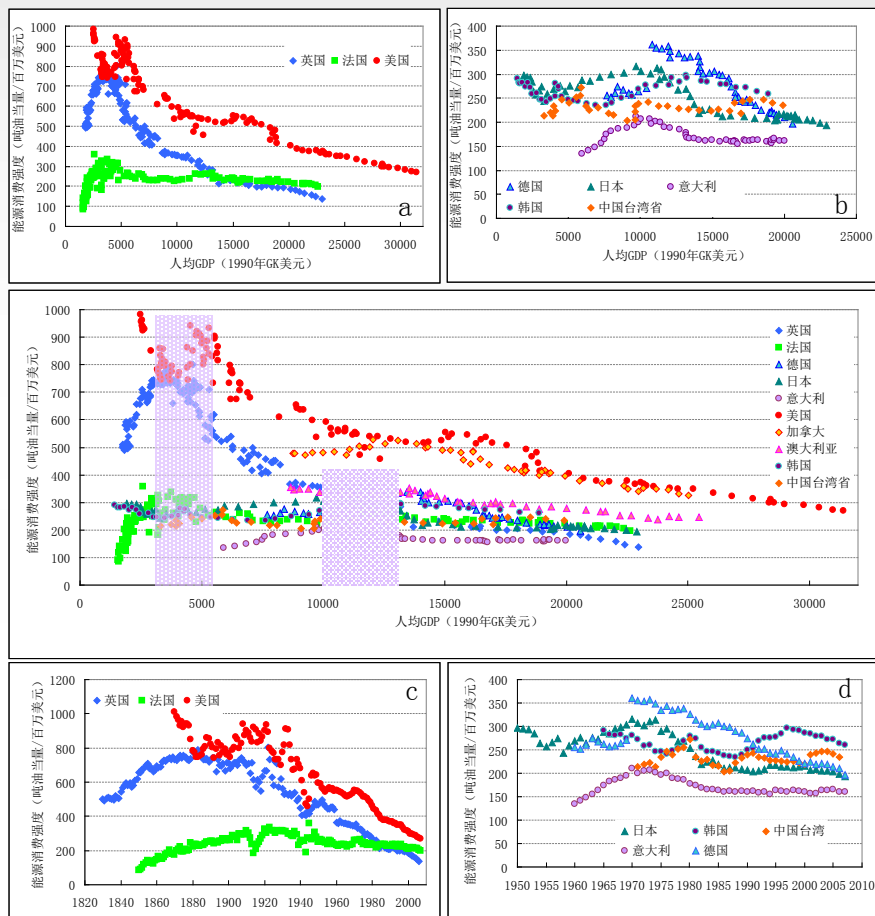 能源消费强度（吨油当量/百万美元）
1000
900
800
700
600
500
400
300
200
100
0
英国 法国 美国
a
0 5000 10000 15000 20000 25000 30000
人均GDP（1990年GK美元）
能源消费强度（吨油当量/百万美元）
400
350
300
250
200
150
100
50
0
德国 日本 意大利
韩国 中国台湾省
b
0 5000 10000 15000 20000 25000
人均GDP（1990年GK美元）
能源消费强度（吨油当量/百万美元）
1000
900
800
700
600
500
400
300
200
100
0
英国
法国
德国
日本
意大利
美国
加拿大
澳大利亚
韩国
中国台湾省
0 5000 10000 15000 20000 25000 30000
人均GDP（1990年GK美元）
能源消费强度（吨油当量/百万美元）
1200
1000
800
600
400
200
0
英国 法国 美国
c
1820 1840 1860 1880 1900 1920 1940 1960 1980 2000
能源消费强度（吨油当量/百万美元）
400
350
300
250
200
150
100
50
0
d
日本 韩国 中国台湾
意大利 德国
1950 1955 1960 1965 1970 1975 1980 1985 1990 1995 2000 2005 2010